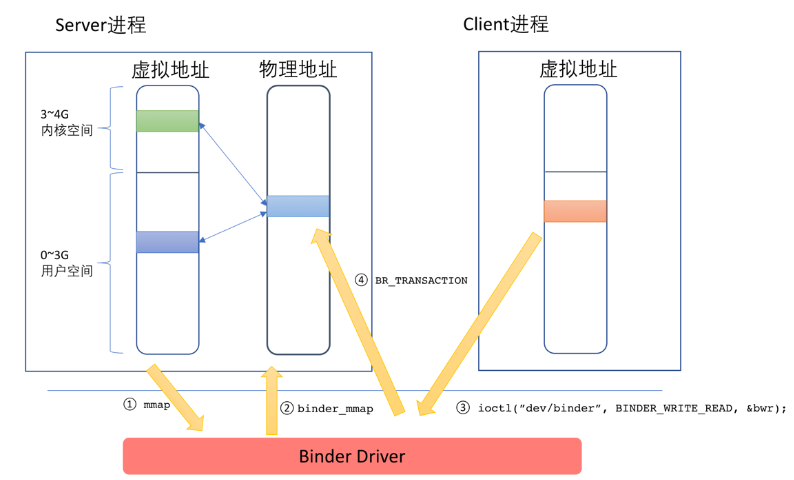 Server进程
Client进程
虚拟地址
物理地址
虚拟地址
3~4G
内核空间
0~3G
用户空间
④ BR_TRANSACTION
① mmap
② binder_mmap
③ ioctl(“dev/binder”, BINDER_WRITE_READ, &bwr);
Binder Driver